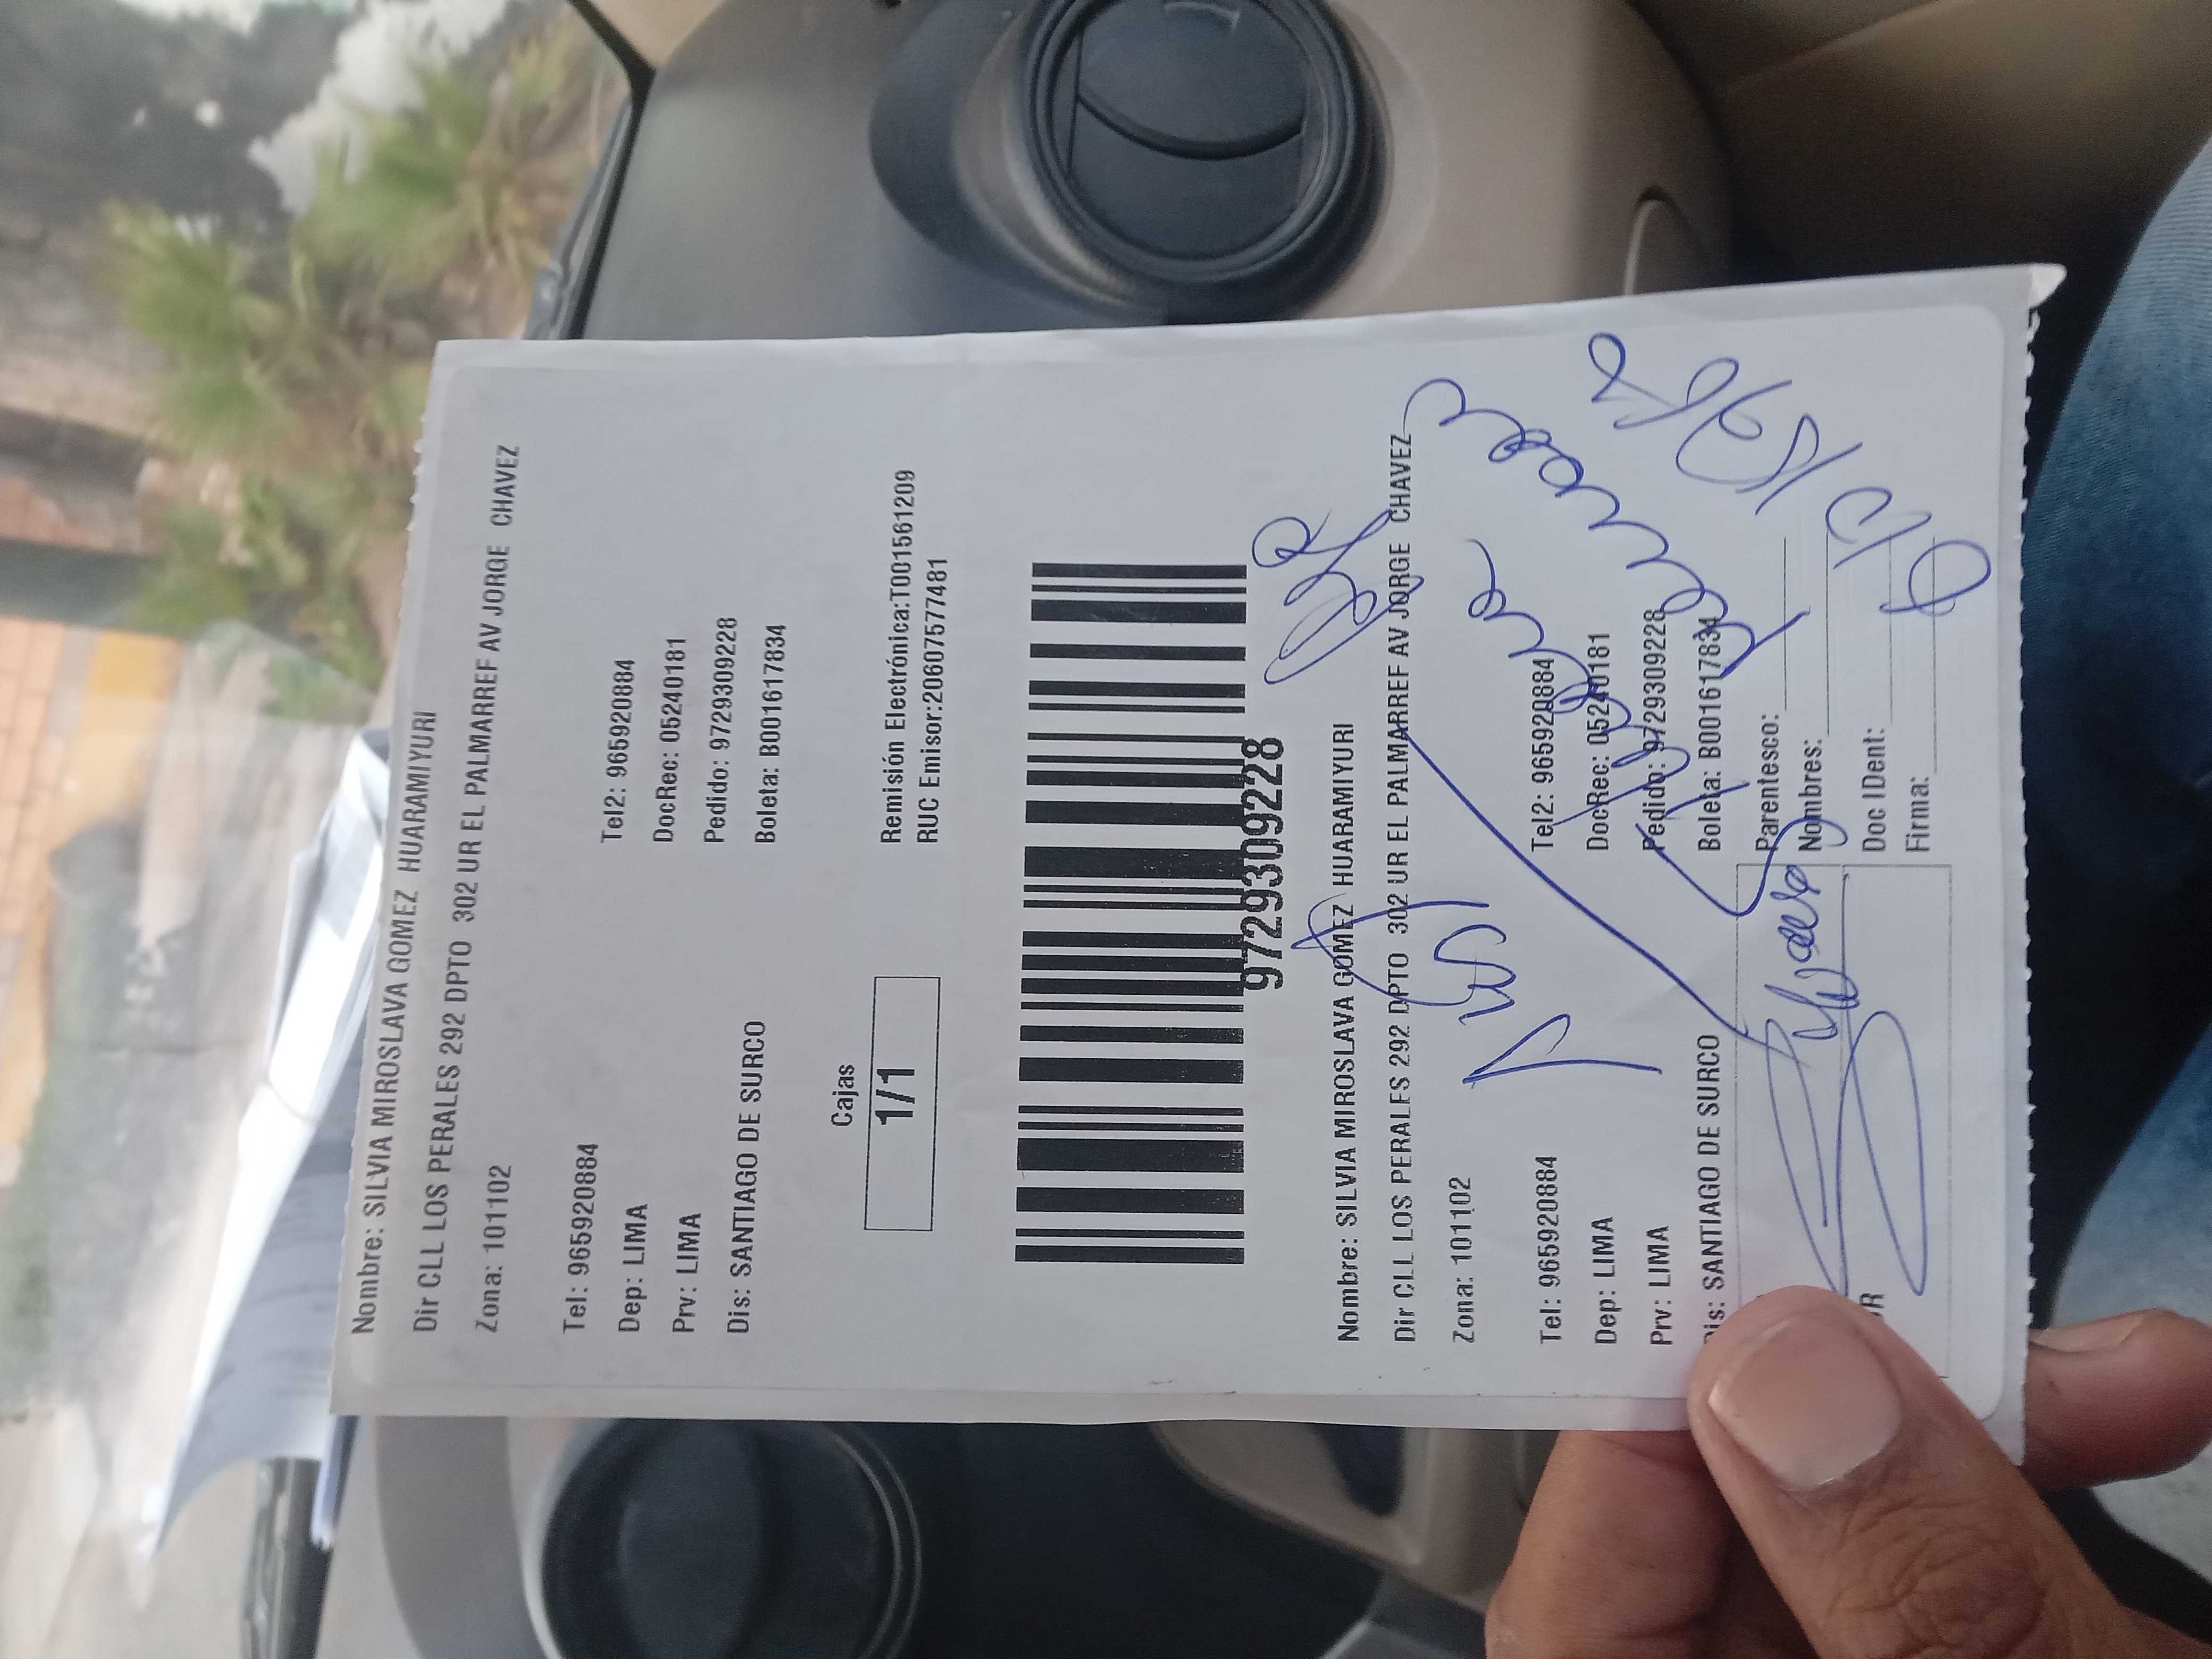 Nombre: SILVIA MIROSLAVA GOMEZ HUARAMIYURI
Dir CLL LOS PERALES 292 DPTO 302 UR EL PALMARREF AV JORGE CHAVEZ
Zona: 101102
Tel: 965920884 Tel2: 965920884
Dep: LIMA DocRec: 05240181
Prv: LIMA Pedido: 9729309228
Dis: SANTIAGO DE SURCO Boleta: B001617834
Cajas
1/1
Remisión Electrónica:T001561209
RUC Emisor:20607577481
9729309228
Nombre: SILVIA MIROSLAVA GOMEZ HUARAMIYURI
Dir CLL LOS PERALES 292 DPTO 302 UR EL PALMARREF AV JORGE CHAVEZ
Zona: 101102
Tel: 965920884 Tel2: 965920884
Dep: LIMA DocRec: 05240181
Prv: LIMA Pedido: 9729309228
Dis: SANTIAGO DE SURCO Boleta: B001617834
Parentesco:
Nombres:
Doc IDent:
Firma: